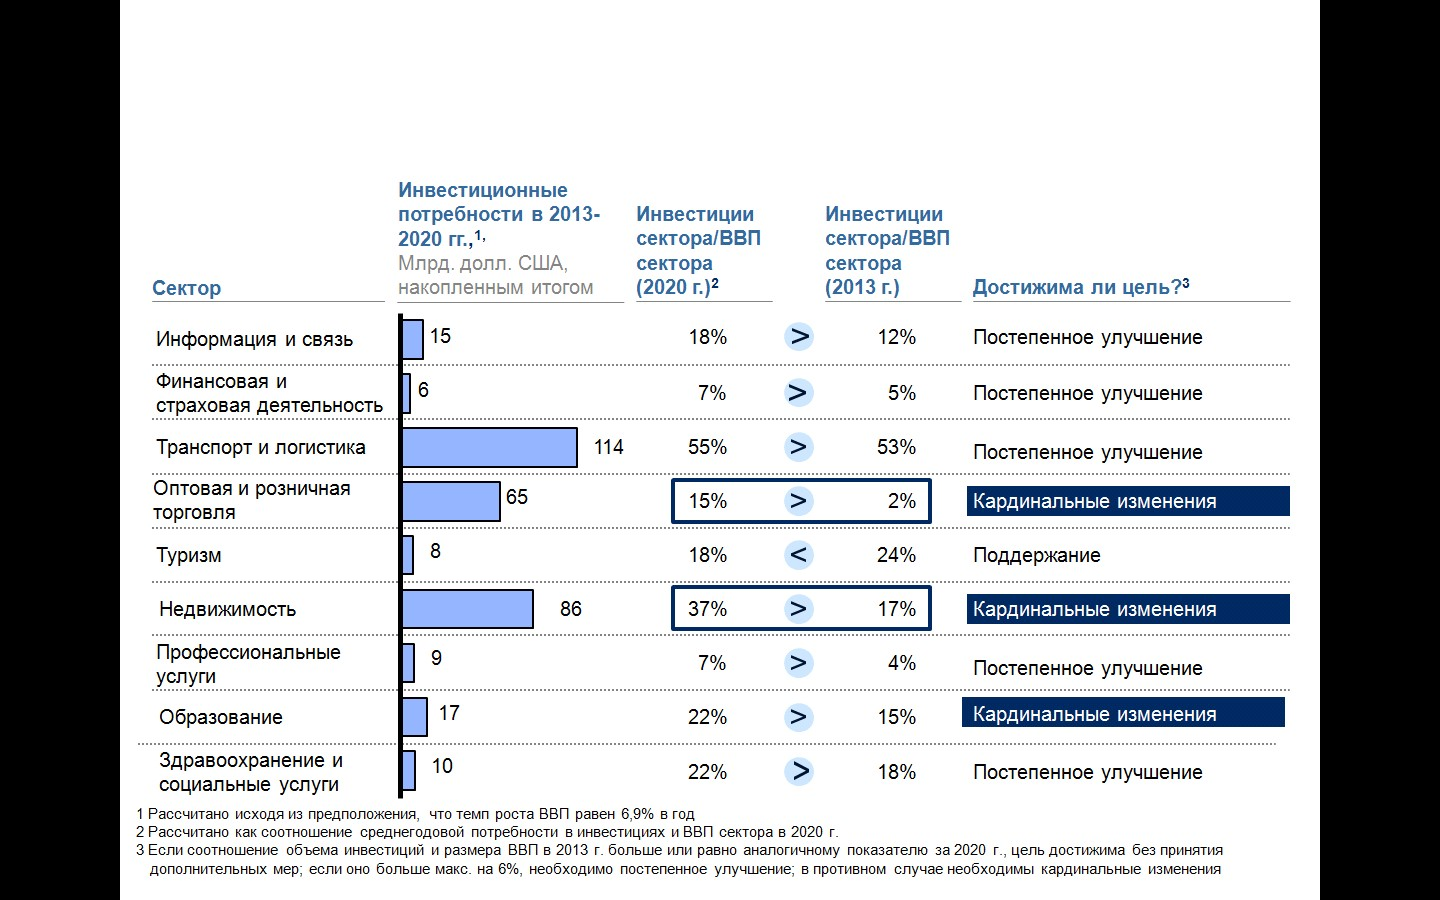 Инвестиционные
потребности в 2013-
2020 гг.,1,
Млрд. долл. США,
накопленным итогом
Инвестиции
сектора/ВВП
сектора
(2020 г.)2
Инвестиции
сектора/ВВП
сектора
(2013 г.)
Сектор
Достижима ли цель?3
Информация и связь 15 18% > 12% Постепенное улучшение
Финансовая и
страховая деятельность 6 7% > 5% Постепенное улучшение
Транспорт и логистика 114 55% > 53% Постепенное улучшение
Оптовая и розничная
торговля 65 15% > 2% Кардинальные изменения
Туризм 8 18% < 24% Поддержание
Недвижимость 86 37% > 17% Кардинальные изменения
Профессиональные
услуги 9 7% > 4% Постепенное улучшение
Образование 17 22% > 15% Кардинальные изменения
Здравоохранение и
социальные услуги 10 22% > 18% Постепенное улучшение
1 Рассчитано исходя из предположения, что темп роста ВВП равен 6,9% в год
2 Рассчитано как соотношение среднегодовой потребности в инвестициях и ВВП сектора в 2020 г.
3 Если соотношение объема инвестиций и размера ВВП в 2013 г. больше или равно аналогичному показателю за 2020 г., цель достижима без принятия
дополнительных мер; если оно больше макс. на 6%, необходимо постепенное улучшение; в противном случае необходимы кардинальные изменения